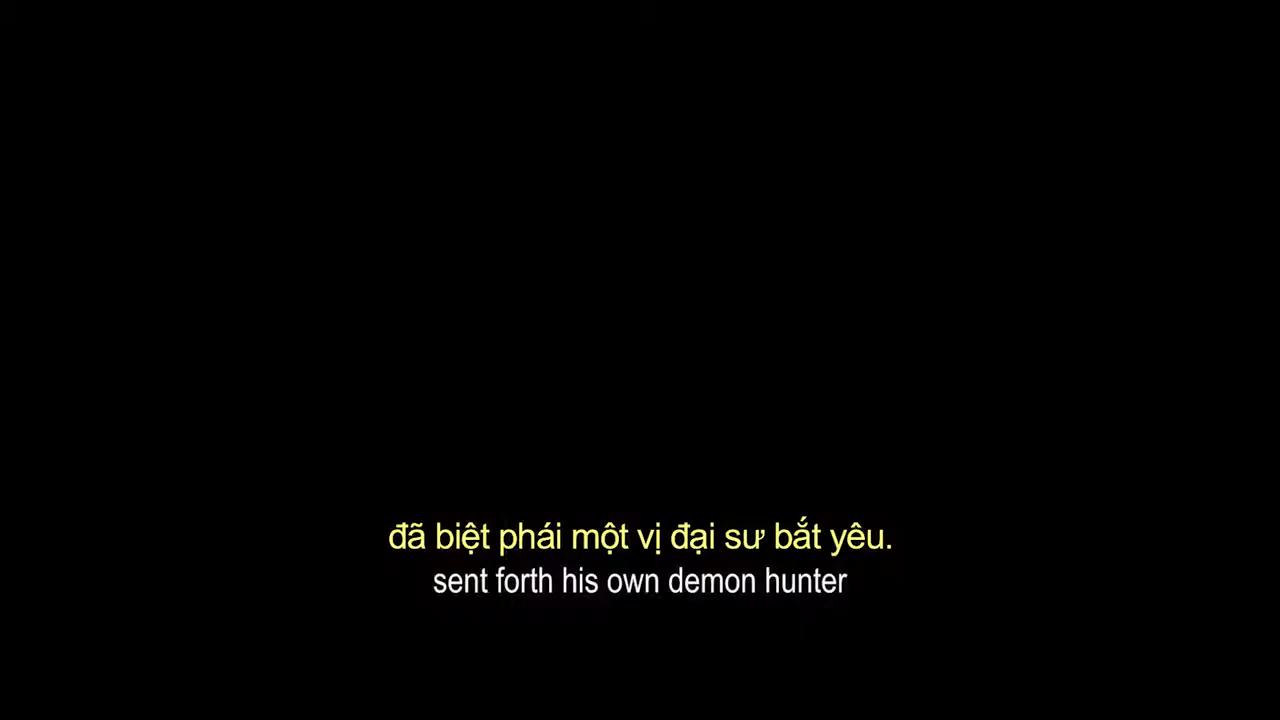 đã biệt phái một vị đại sư bắt yêu.
sent forth his own demon hunter